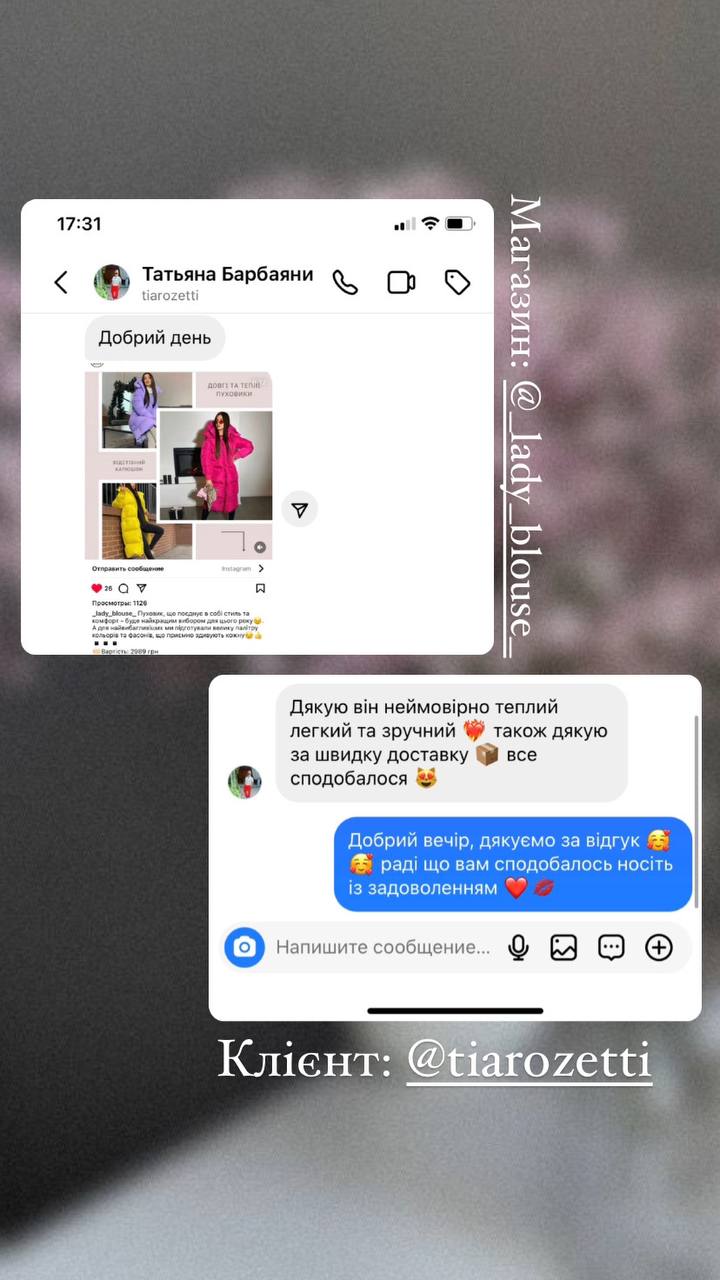 17:31
Татьяна Барбаяни
tiarozetti
Добрий день
ДОВГІ ТА ТЕПЛІ
ПУХОВИКИ
ВІДСТІБНИЙ
КАПЮШОН
Отправить сообщение
Instagram
26
Просмотры: 1126
_lady_blouse_ Пуховик, що поєднує в собі стиль та
комфорт – буде найкращим вибором для цього року😉.
А для найвибагливіших ми підготували велику палітру
кольорів та фасонів, що приємно здивують кожну😉👍
Вартість: 2989 грн
Магазин: @_lady_blouse_
Дякую він неймовірно теплий
легкий та зручний ❤️‍🔥 також дякую
за швидку доставку 📦 все
сподобалося 😻
Добрий вечір, дякуємо за відгук 🥰
🥰 раді що вам сподобалось носіть
із задоволенням ❤️ 💋
Напишите сообщение...
Клієнт: @tiarozetti